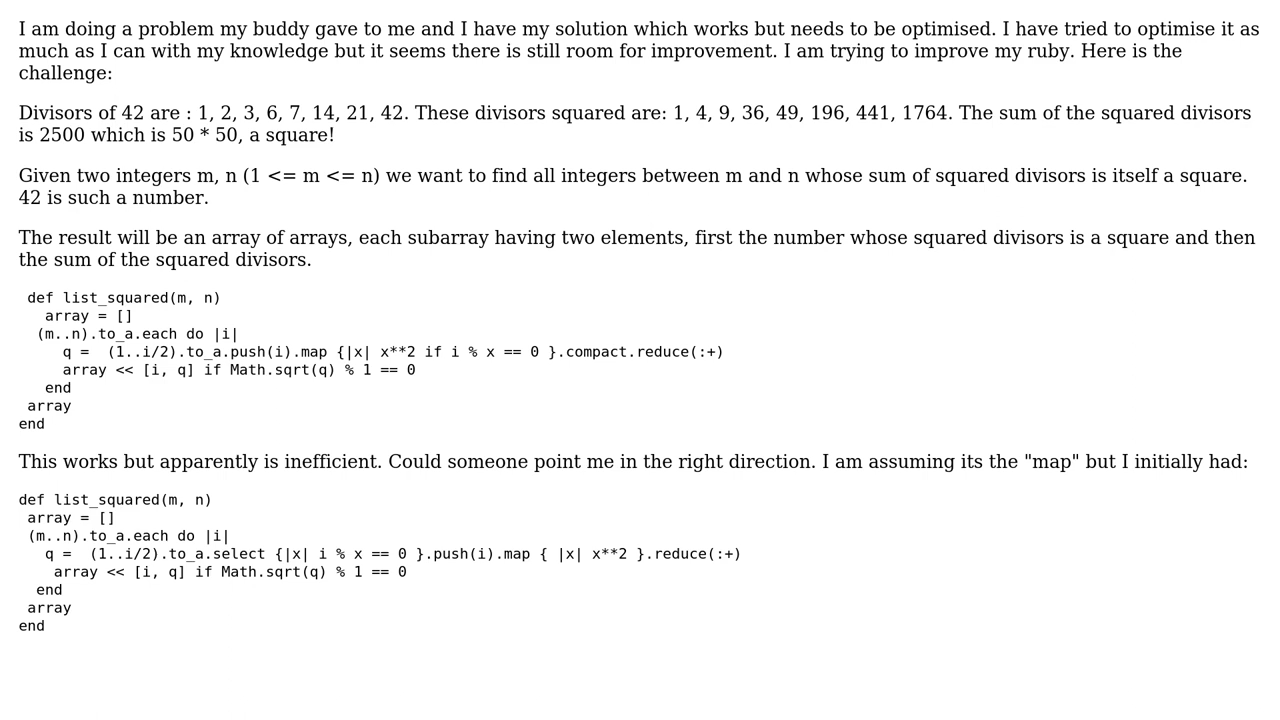 I am doing a problem my buddy gave to me and I have my solution which works but needs to be optimised. I have tried to optimise it as
much as I can with my knowledge but it seems there is still room for improvement. I am trying to improve my ruby. Here is the
challenge:
Divisors of 42 are : 1, 2, 3, 6, 7, 14, 21, 42. These divisors squared are: 1, 4, 9, 36, 49, 196, 441, 1764. The sum of the squared divisors
is 2500 which is 50 * 50, a square!
Given two integers m, n (1 <= m <= n) we want to find all integers between m and n whose sum of squared divisors is itself a square.
42 is such a number.
The result will be an array of arrays, each subarray having two elements, first the number whose squared divisors is a square and then
the sum of the squared divisors.
 def list_squared(m, n)
   array = []
  (m..n).to_a.each do |i|
     q =  (1..i/2).to_a.push(i).map {|x| x**2 if i % x == 0 }.compact.reduce(:+)
     array << [i, q] if Math.sqrt(q) % 1 == 0
   end
 array
end
This works but apparently is inefficient. Could someone point me in the right direction. I am assuming its the "map" but I initially had:
def list_squared(m, n)
 array = []
 (m..n).to_a.each do |i|
   q =  (1..i/2).to_a.select {|x| i % x == 0 }.push(i).map { |x| x**2 }.reduce(:+)
    array << [i, q] if Math.sqrt(q) % 1 == 0
  end
 array
end